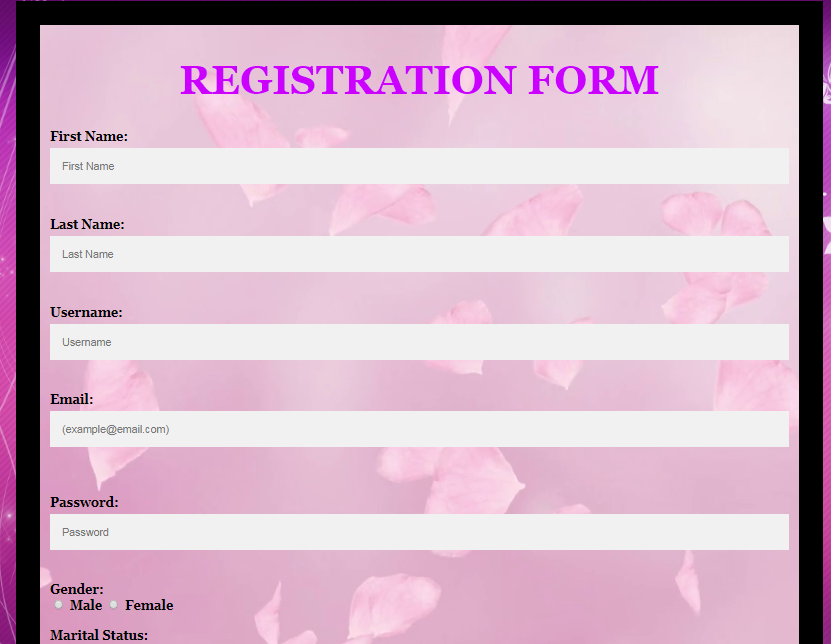 REGISTRATION FORM
First Name:
First Name
Last Name:
Last Name
Username:
Username
Email:
(example@email.com)
Password:
Password
Gender:
Male Female
Marital Status: